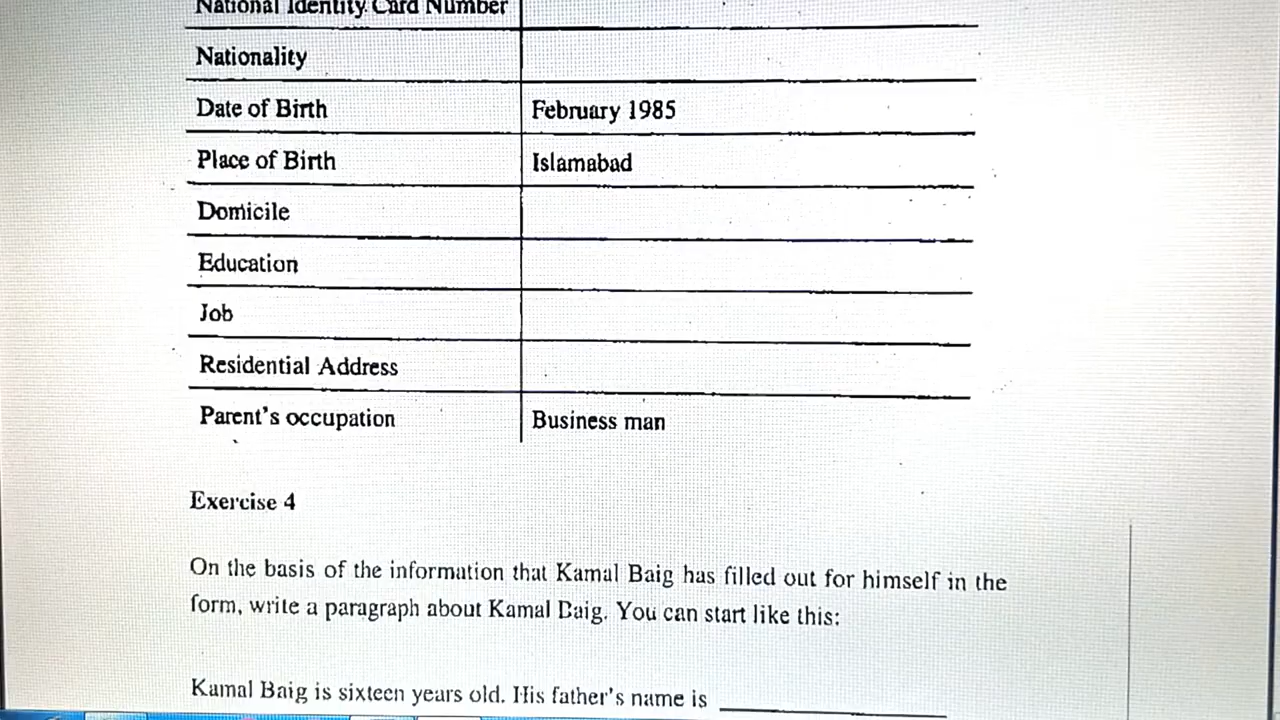 National Identity Card Number
Nationality
Date of Birth February 1985
Place of Birth Islamabad
Domicile
Education
Job
Residential Address
Parent's occupation Business man
Exercise 4
On the basis of the information that Kamal Baig has filled out for himself in the
form, write a paragraph about Kamal Baig. You can start like this:
Kamal Baig is sixteen years old. His father's name is